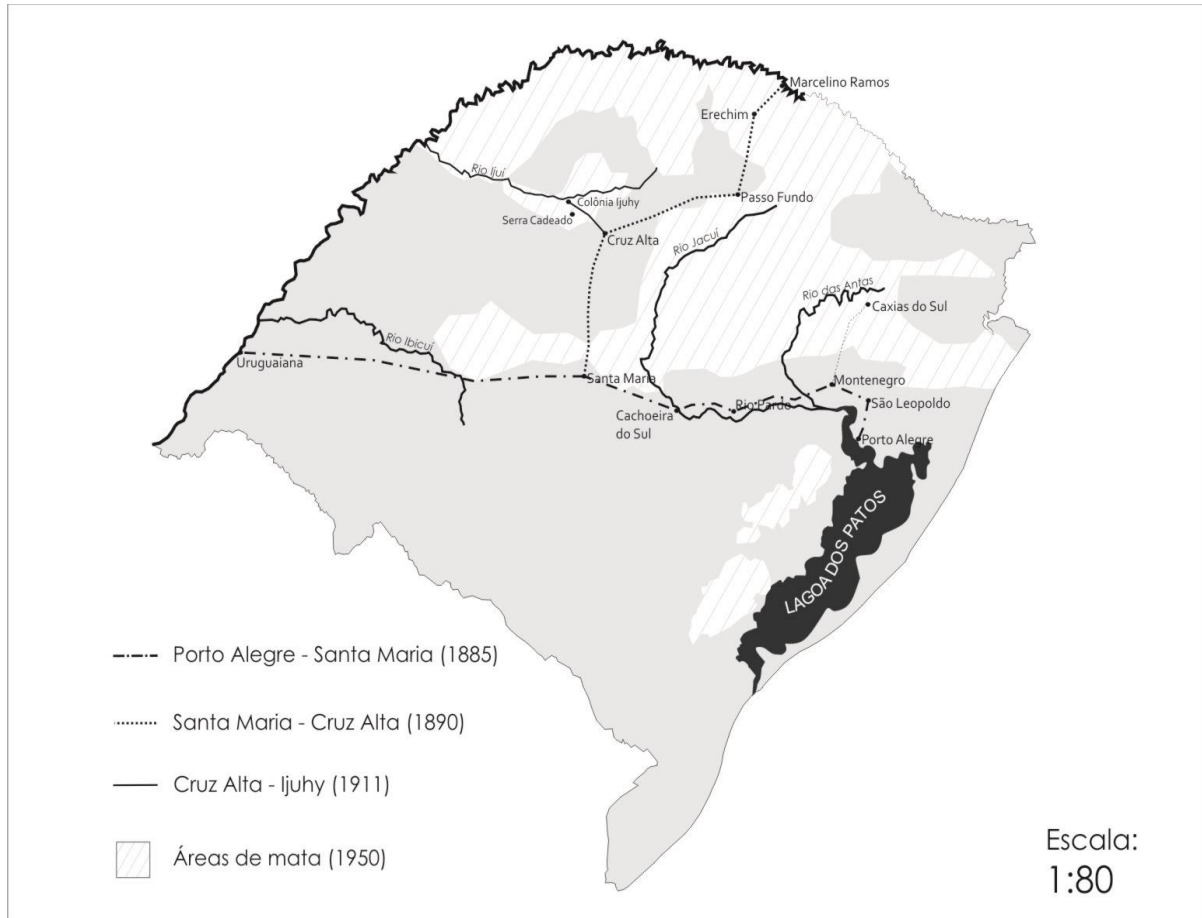 Marcelino Ramos
Erechim
Rio Ijuí
Colônia Ijuhy
Passo Fundo
Serra Cadeado
Cruz Alta
Rio Jacuí
Rio das Antas
Caxias do Sul
Rio Ibicuí
Uruguaiana
Santa Maria
Montenegro
Cachoeira
do Sul
Rio Pardo
São Leopoldo
Porto Alegre
LAGOA DOS PATOS
Porto Alegre - Santa Maria (1885)
Santa Maria - Cruz Alta (1890)
Cruz Alta - Ijuhy (1911)
Áreas de mata (1950)
Escala:
1:80